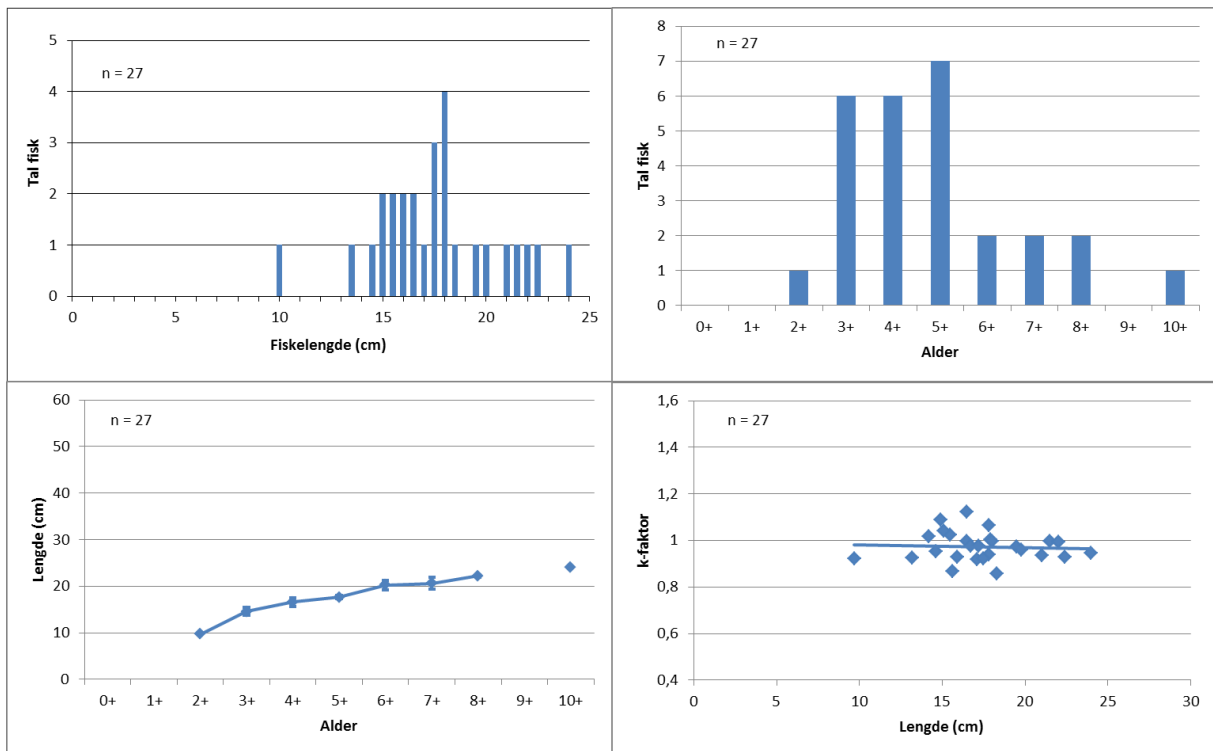 n = 27
Tal fisk
5
4
3
2
1
0
0 5 10 15 20 25
Fiskelengde (cm)
n = 27
Tal fisk
8
7
6
5
4
3
2
1
0
0+ 1+ 2+ 3+ 4+ 5+ 6+ 7+ 8+ 9+ 10+
Alder
n = 27
Lengde (cm)
60
50
40
30
20
10
0
0+ 1+ 2+ 3+ 4+ 5+ 6+ 7+ 8+ 9+ 10+
Alder
n = 27
k-faktor
1,6
1,4
1,2
1
0,8
0,6
0,4
0 5 10 15 20 25 30
Lengde (cm)